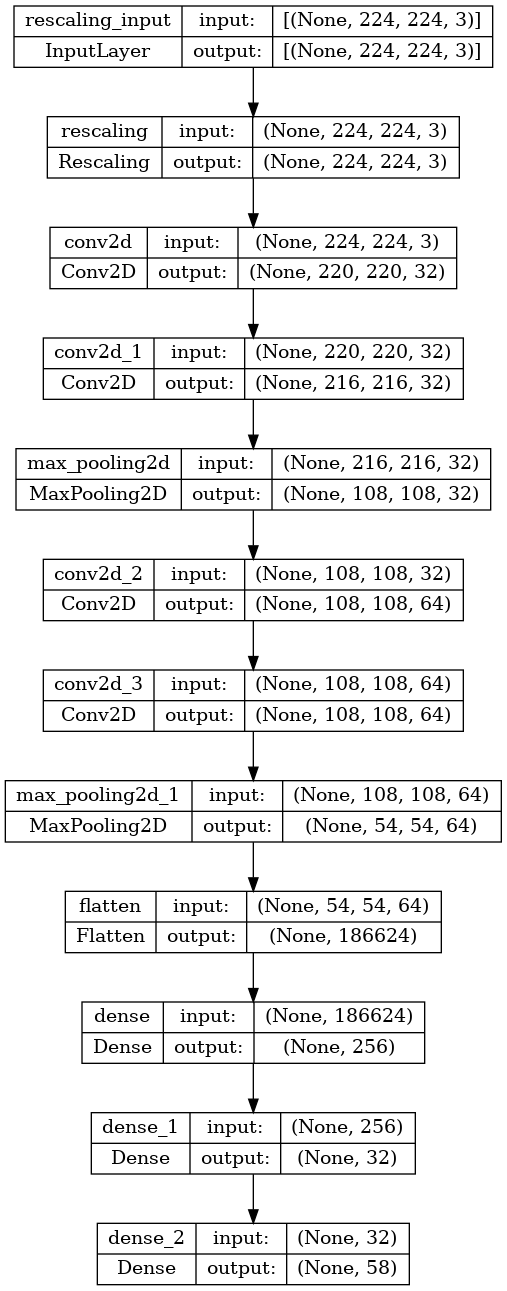 rescaling_input input: [(None, 224, 224, 3)]
InputLayer output: [(None, 224, 224, 3)]
rescaling input: (None, 224, 224, 3)
Rescaling output: (None, 224, 224, 3)
conv2d input: (None, 224, 224, 3)
Conv2D output: (None, 220, 220, 32)
conv2d_1 input: (None, 220, 220, 32)
Conv2D output: (None, 216, 216, 32)
max_pooling2d input: (None, 216, 216, 32)
MaxPooling2D output: (None, 108, 108, 32)
conv2d_2 input: (None, 108, 108, 32)
Conv2D output: (None, 108, 108, 64)
conv2d_3 input: (None, 108, 108, 64)
Conv2D output: (None, 108, 108, 64)
max_pooling2d_1 input: (None, 108, 108, 64)
MaxPooling2D output: (None, 54, 54, 64)
flatten input: (None, 54, 54, 64)
Flatten output: (None, 186624)
dense input: (None, 186624)
Dense output: (None, 256)
dense_1 input: (None, 256)
Dense output: (None, 32)
dense_2 input: (None, 32)
Dense output: (None, 58)